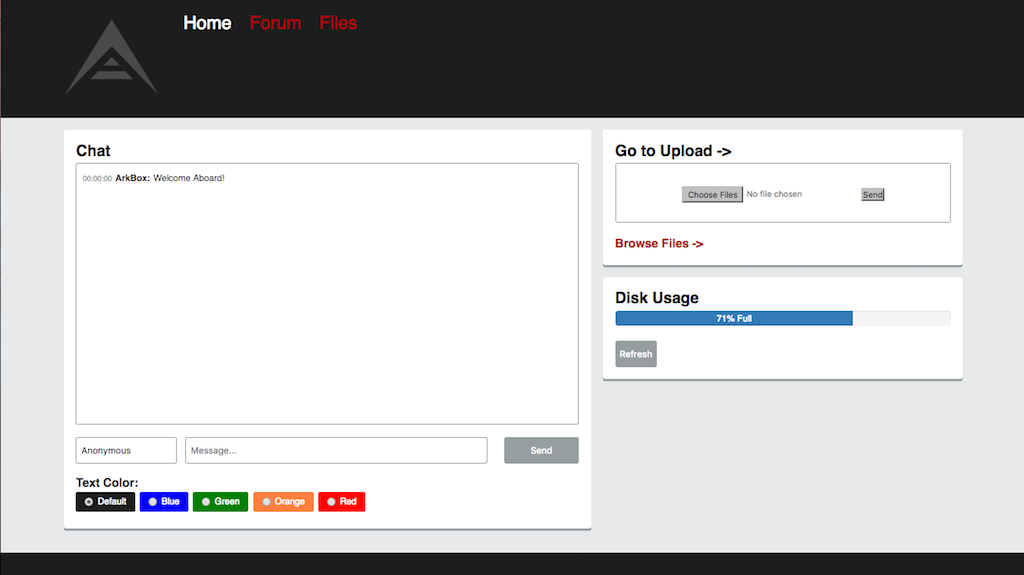 Home Forum Files
Chat
00:00:00 ArkBox: Welcome Aboard!
Anonymous Message... Send
Text Color:
Default Blue Green Orange Red
Go to Upload ->
Choose Files No file chosen Send
Browse Files ->
Disk Usage
71% Full
Refresh